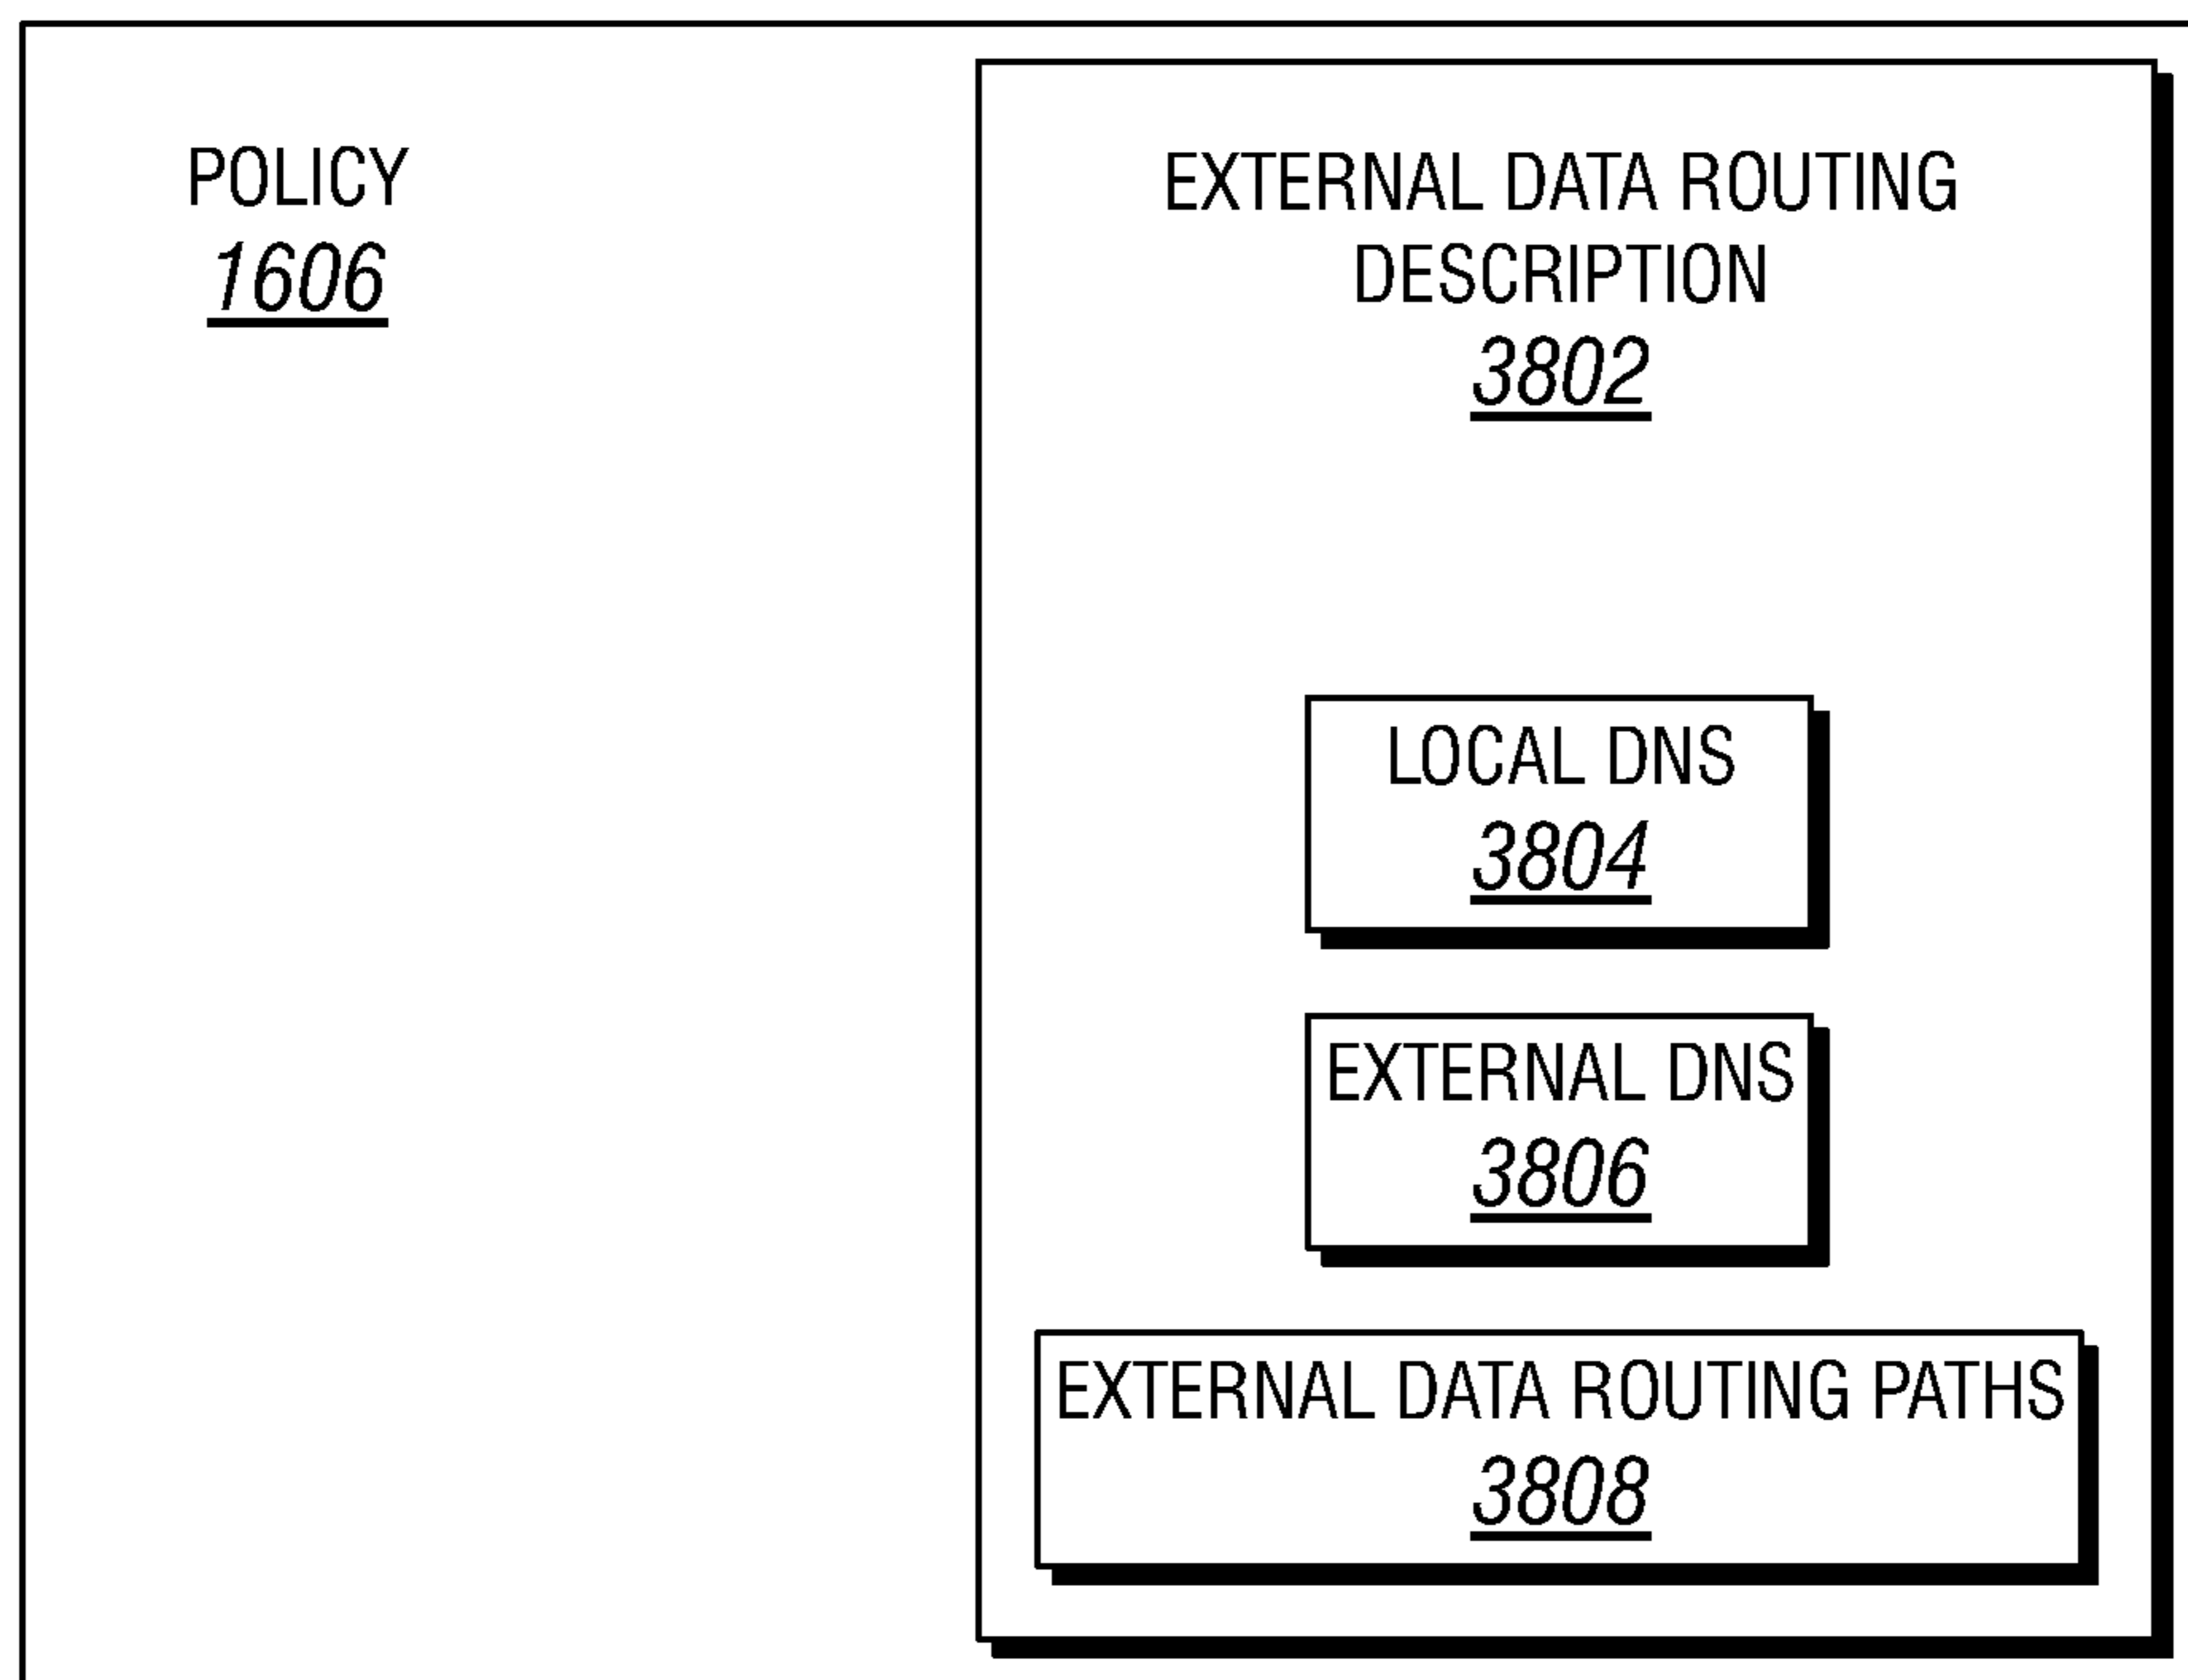 POLICY
1606
EXTERNAL DATA ROUTING
DESCRIPTION
3802
LOCAL DNS
3804
EXTERNAL DNS
3806
EXTERNAL DATA ROUTING PATHS
3808